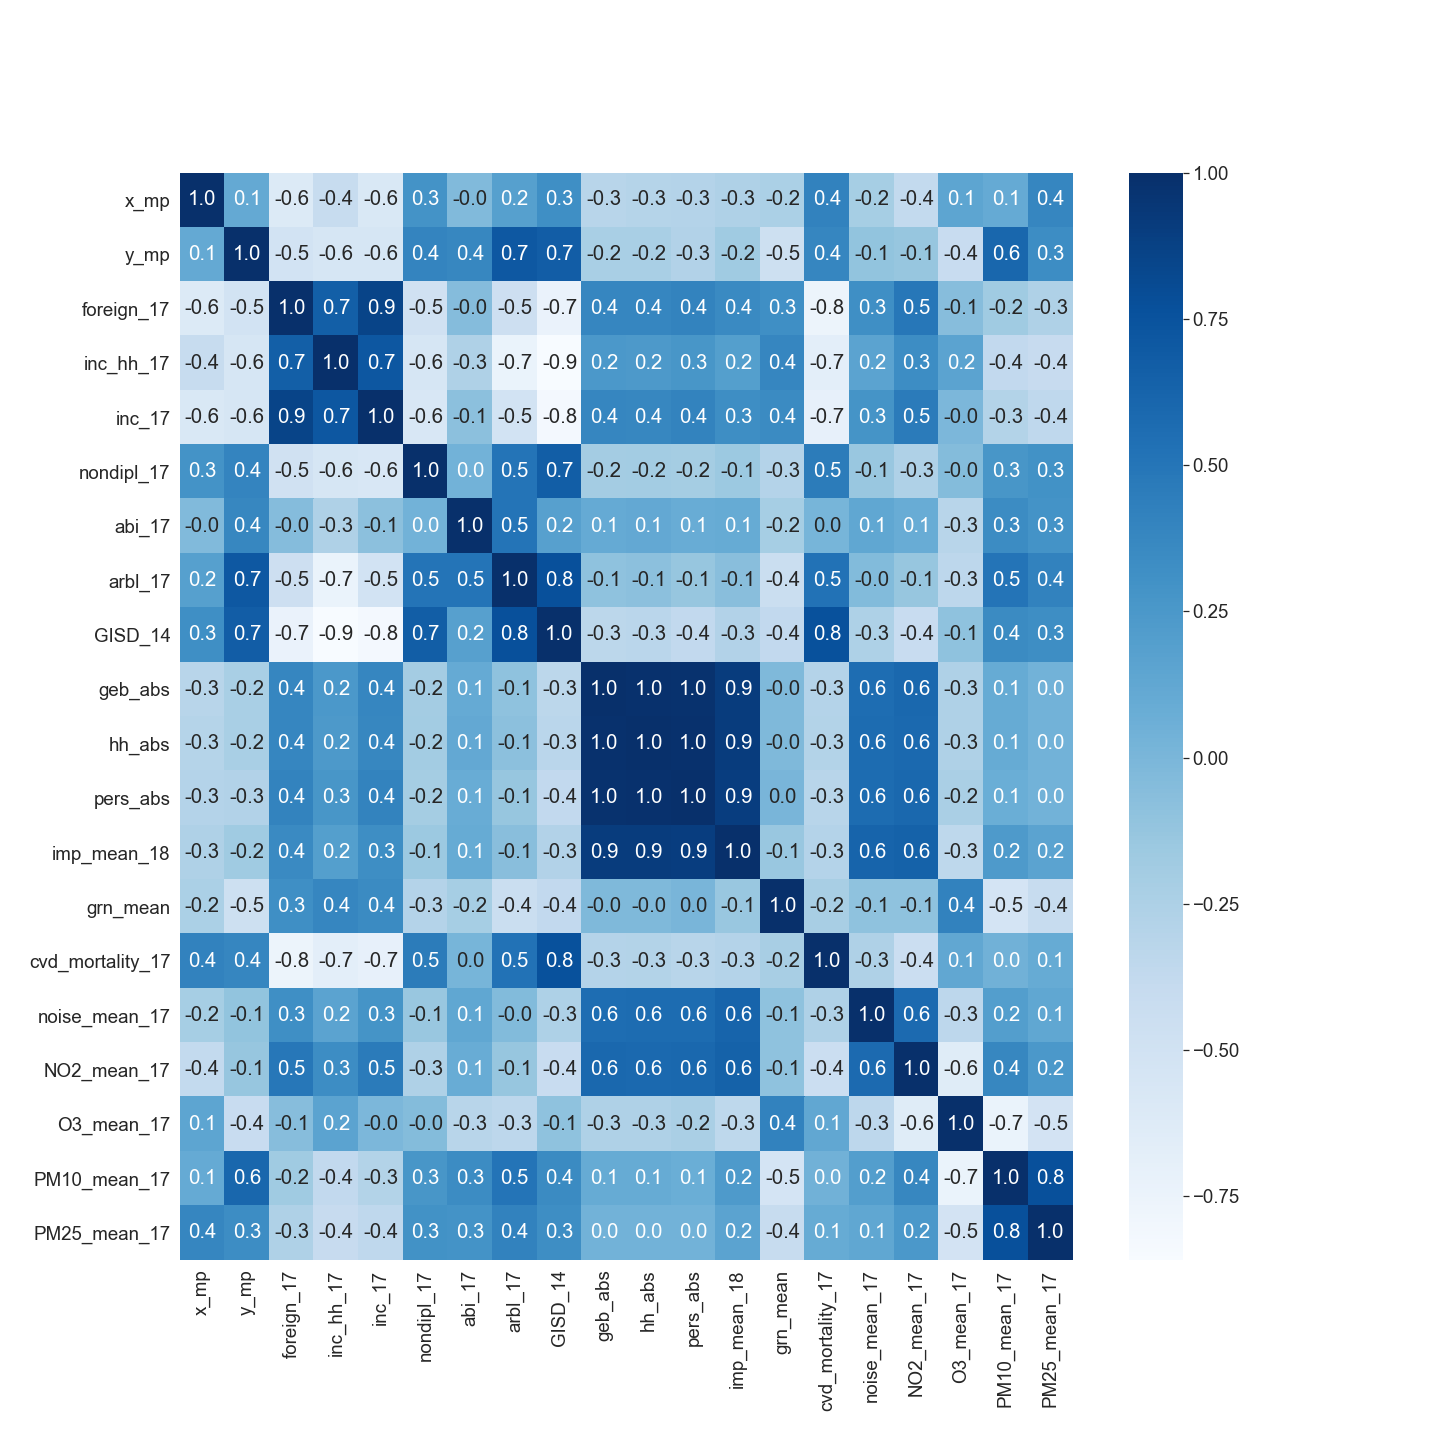 x_mp 1.0 0.1 -0.6 -0.4 -0.6 0.3 -0.0 0.2 0.3 -0.3 -0.3 -0.3 -0.3 -0.2 0.4 -0.2 -0.4 0.1 0.1 0.4
y_mp 0.1 1.0 -0.5 -0.6 -0.6 0.4 0.4 0.7 0.7 -0.2 -0.2 -0.3 -0.2 -0.5 0.4 -0.1 -0.1 -0.4 0.6 0.3
foreign_17 -0.6 -0.5 1.0 0.7 0.9 -0.5 -0.0 -0.5 -0.7 0.4 0.4 0.4 0.4 0.3 -0.8 0.3 0.5 -0.1 -0.2 -0.3
inc_hh_17 -0.4 -0.6 0.7 1.0 0.7 -0.6 -0.3 -0.7 -0.9 0.2 0.2 0.3 0.2 0.4 -0.7 0.2 0.3 0.2 -0.4 -0.4
inc_17 -0.6 -0.6 0.9 0.7 1.0 -0.6 -0.1 -0.5 -0.8 0.4 0.4 0.4 0.3 0.4 -0.7 0.3 0.5 -0.0 -0.3 -0.4
nondipl_17 0.3 0.4 -0.5 -0.6 -0.6 1.0 0.0 0.5 0.7 -0.2 -0.2 -0.2 -0.1 -0.3 0.5 -0.1 -0.3 -0.0 0.3 0.3
abi_17 -0.0 0.4 -0.0 -0.3 -0.1 0.0 1.0 0.5 0.2 0.1 0.1 0.1 0.1 -0.2 0.0 0.1 0.1 -0.3 0.3 0.3
arbl_17 0.2 0.7 -0.5 -0.7 -0.5 0.5 0.5 1.0 0.8 -0.1 -0.1 -0.1 -0.1 -0.4 0.5 -0.0 -0.1 -0.3 0.5 0.4
GISD_14 0.3 0.7 -0.7 -0.9 -0.8 0.7 0.2 0.8 1.0 -0.3 -0.3 -0.4 -0.3 -0.4 0.8 -0.3 -0.4 -0.1 0.4 0.3
geb_abs -0.3 -0.2 0.4 0.2 0.4 -0.2 0.1 -0.1 -0.3 1.0 1.0 1.0 0.9 -0.0 -0.3 0.6 0.6 -0.3 0.1 0.0
hh_abs -0.3 -0.2 0.4 0.2 0.4 -0.2 0.1 -0.1 -0.3 1.0 1.0 1.0 0.9 -0.0 -0.3 0.6 0.6 -0.3 0.1 0.0
pers_abs -0.3 -0.3 0.4 0.3 0.4 -0.2 0.1 -0.1 -0.4 1.0 1.0 1.0 0.9 0.0 -0.3 0.6 0.6 -0.2 0.1 0.0
imp_mean_18 -0.3 -0.2 0.4 0.2 0.3 -0.1 0.1 -0.1 -0.3 0.9 0.9 0.9 1.0 -0.1 -0.3 0.6 0.6 -0.3 0.2 0.2
grn_mean -0.2 -0.5 0.3 0.4 0.4 -0.3 -0.2 -0.4 -0.4 -0.0 -0.0 0.0 -0.1 1.0 -0.2 -0.1 -0.1 0.4 -0.5 -0.4
cvd_mortality_17 0.4 0.4 -0.8 -0.7 -0.7 0.5 0.0 0.5 0.8 -0.3 -0.3 -0.3 -0.3 -0.2 1.0 -0.3 -0.4 0.1 0.0 0.1
noise_mean_17 -0.2 -0.1 0.3 0.2 0.3 -0.1 0.1 -0.0 -0.3 0.6 0.6 0.6 0.6 -0.1 -0.3 1.0 0.6 -0.3 0.2 0.1
NO2_mean_17 -0.4 -0.1 0.5 0.3 0.5 -0.3 0.1 -0.1 -0.4 0.6 0.6 0.6 0.6 -0.1 -0.4 0.6 1.0 -0.6 0.4 0.2
O3_mean_17 0.1 -0.4 -0.1 0.2 -0.0 -0.0 -0.3 -0.3 -0.1 -0.3 -0.3 -0.2 -0.3 0.4 0.1 -0.3 -0.6 1.0 -0.7 -0.5
PM10_mean_17 0.1 0.6 -0.2 -0.4 -0.3 0.3 0.3 0.5 0.4 0.1 0.1 0.1 0.2 -0.5 0.0 0.2 0.4 -0.7 1.0 0.8
PM25_mean_17 0.4 0.3 -0.3 -0.4 -0.4 0.3 0.3 0.4 0.3 0.0 0.0 0.0 0.2 -0.4 0.1 0.1 0.2 -0.5 0.8 1.0
x_mp
y_mp
foreign_17
inc_hh_17
inc_17
nondipl_17
abi_17
arbl_17
GISD_14
geb_abs
hh_abs
pers_abs
imp_mean_18
grn_mean
cvd_mortality_17
noise_mean_17
NO2_mean_17
O3_mean_17
PM10_mean_17
PM25_mean_17
1.00
0.75
0.50
0.25
0.00
−0.25
−0.50
−0.75